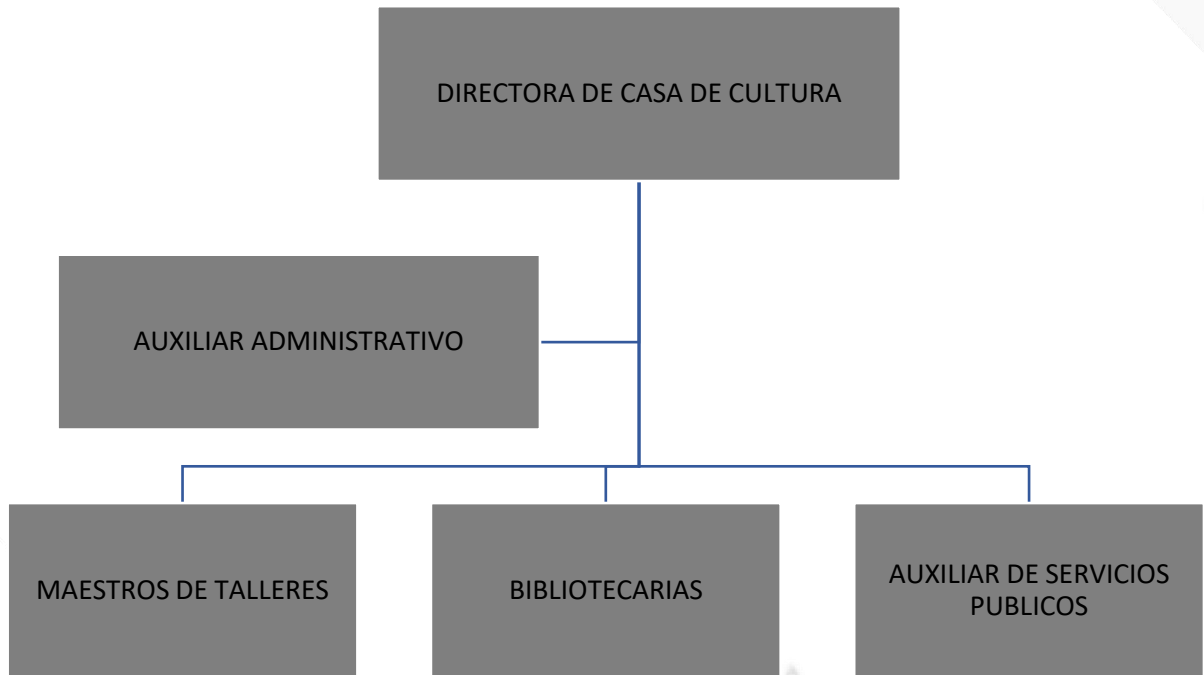 DIRECTORA DE CASA DE CULTURA
AUXILIAR ADMINISTRATIVO
MAESTROS DE TALLERES
BIBLIOTECARIAS
AUXILIAR DE SERVICIOS
PUBLICOS